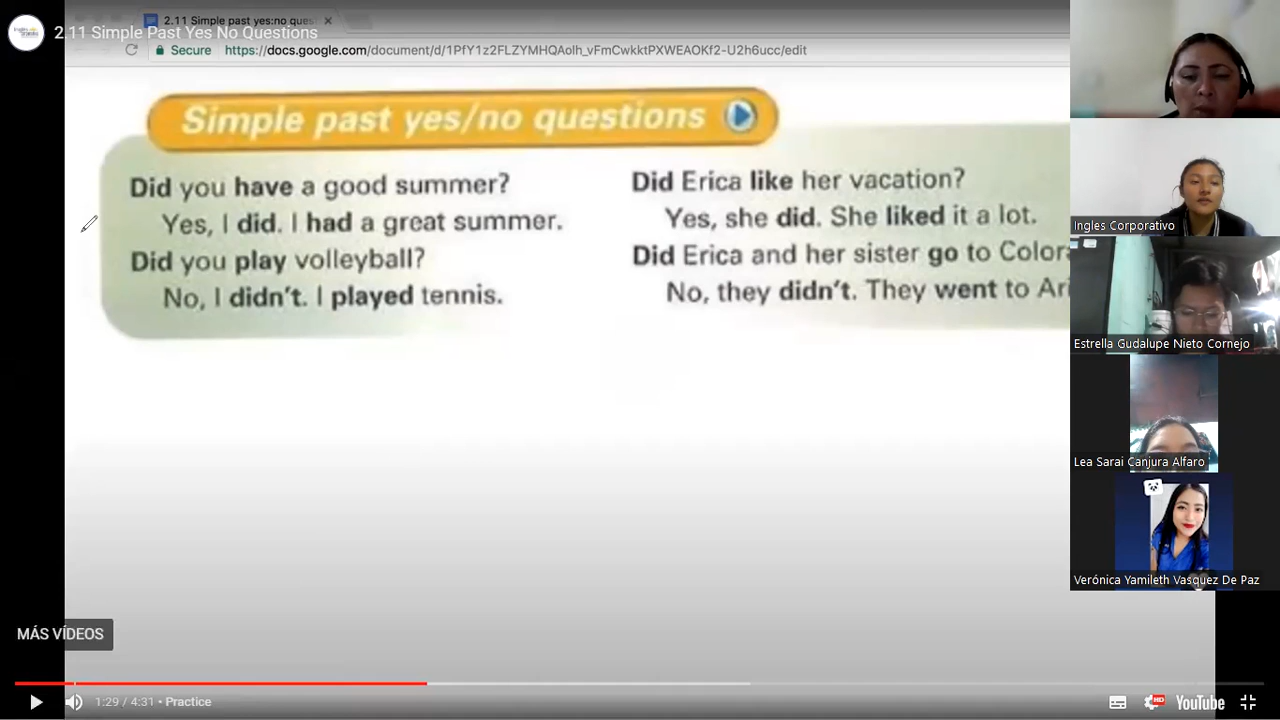 2.11 Simple past yes:no ques
2.11 Simple Past Yes No Questions
Secure https://docs.google.com/document/d/1PfY1z2FLZYMHQAolh_vFmCwkktPXWEAOKf2-U2h6ucc/edit
Simple past yes/no questions
Did you have a good summer?
Yes, I did. I had a great summer.
Did you play volleyball?
No, I didn't. I played tennis.
Did Erica like her vacation?
Yes, she did. She liked it a lot.
Did Erica and her sister go to Color
No, they didn't. They went to Ari
Ingles Corporativo
Estrella Gudalupe Nieto Cornejo
Lea Sarai Canjura Alfaro
Verónica Yamileth Vasquez De Paz
MÁS VÍDEOS
1:29 / 4:31 • Practice
HD
YouTube